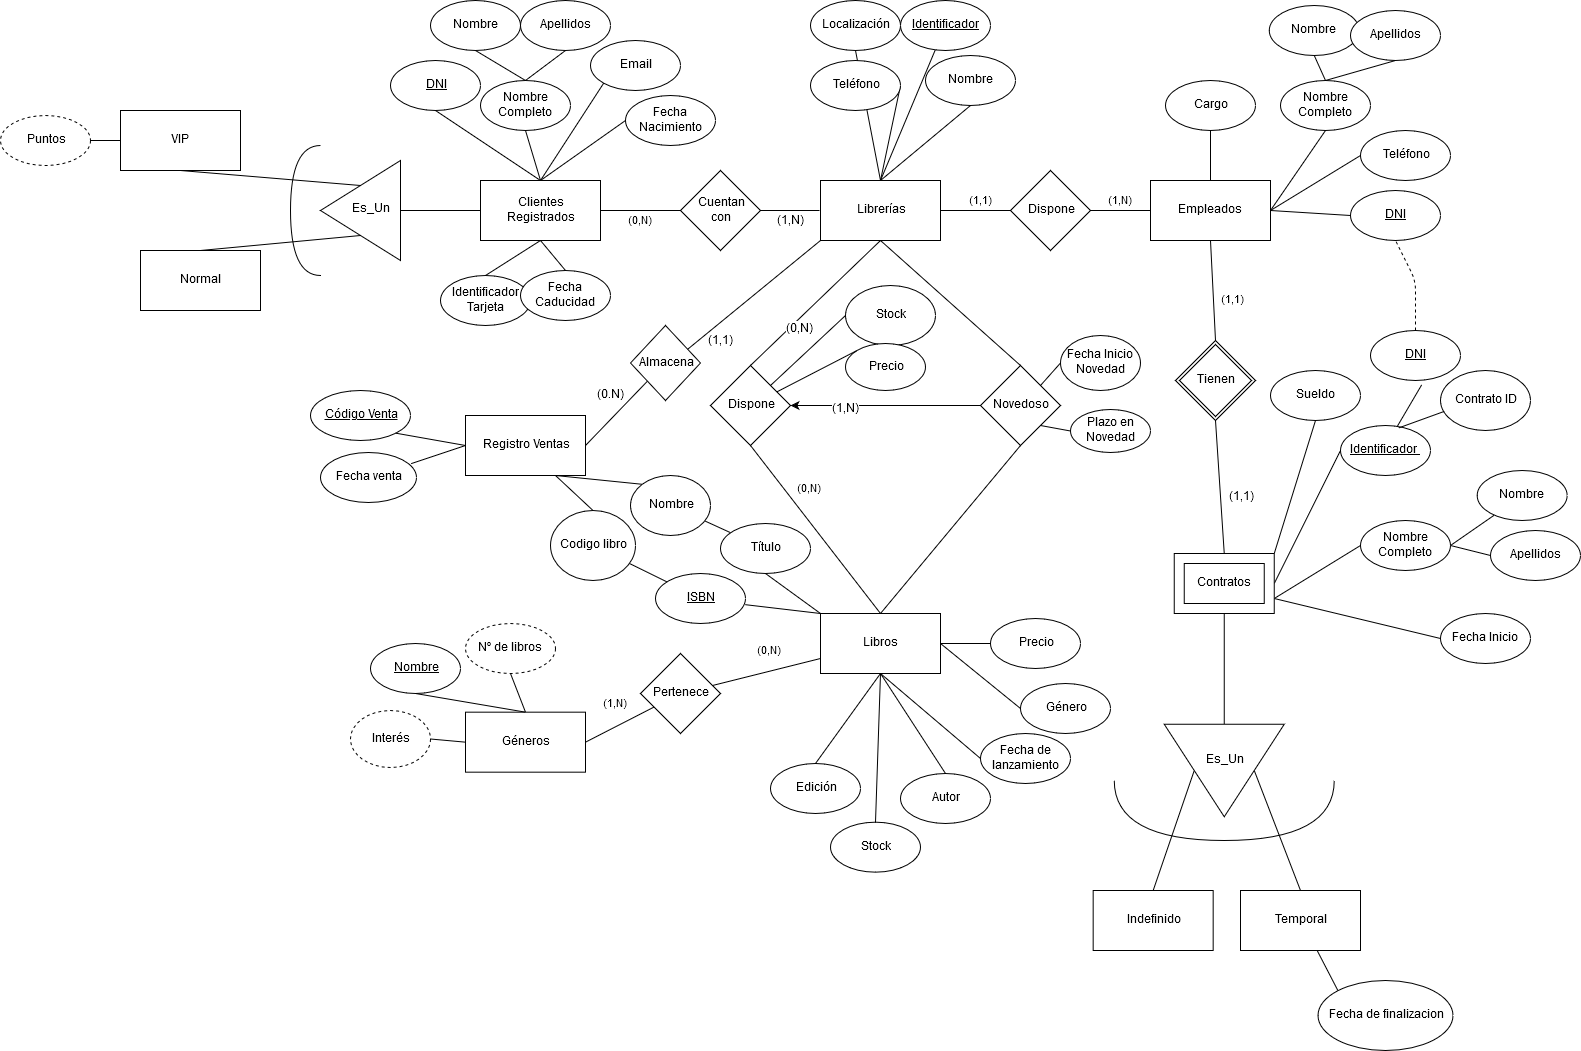 Nombre
Apellidos
Localización
Identificador
Nombre
Apellidos
DNI
Email
Teléfono
Nombre
Cargo
Nombre
Completo
Nombre
Completo
Fecha
Nacimiento
Puntos
VIP
Teléfono
Es_Un
Clientes
Registrados
(0,N)
Cuentan
con
(1,N)
Librerías
(1,1)
Dispone
(1,N)
Empleados
DNI
Normal
Identificador
Tarjeta
Fecha
Caducidad
(1,1)
Stock
(0,N)
(1,1)
Almacena
Precio
Fecha Inicio
Novedad
DNI
Tienen
(0.N)
Sueldo
Contrato ID
Dispone
(1,N)
Novedoso
Código Venta
Plazo en
Novedad
Registro Ventas
Identificador
Fecha venta
(0,N)
(1,1)
Nombre
Nombre
Codigo libro
Título
Nombre
Completo
Apellidos
ISBN
Contratos
Nº de libros
(0,N)
Libros
Precio
Fecha Inicio
Nombre
Pertenece
(1,N)
Género
Interés
Géneros
Fecha de
lanzamiento
Es_Un
Edición
Autor
Stock
Indefinido
Temporal
Fecha de finalizacion